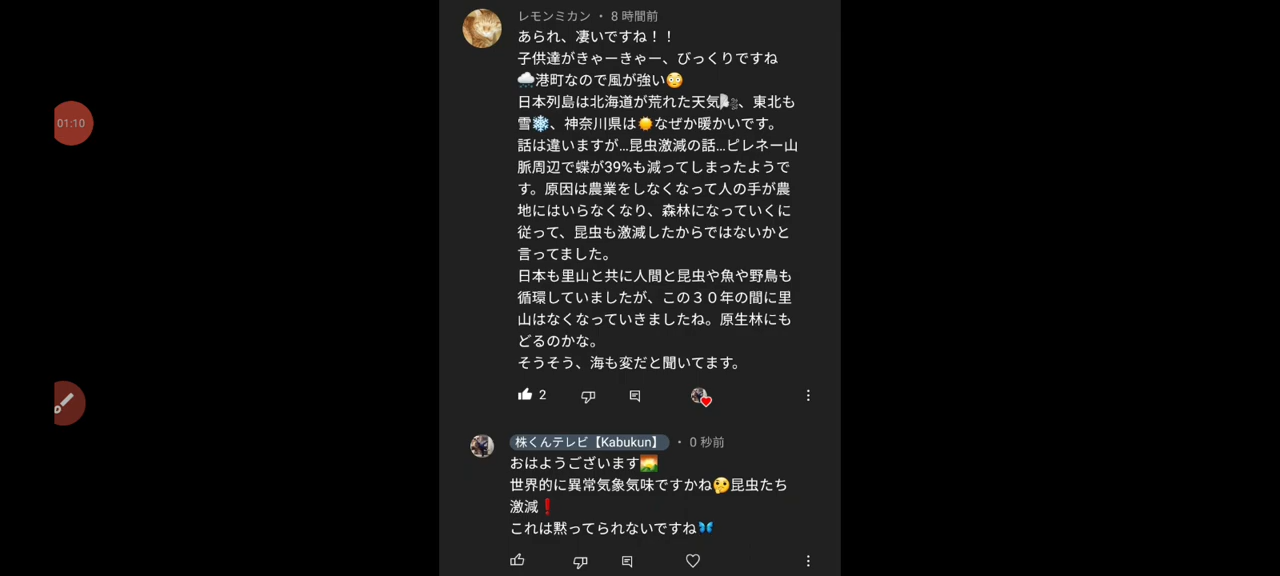 レモンミカン ・ 8 時間前
あられ、凄いですね！！
子供達がきゃーきゃー、びっくりですね
🌨港町なので風が強い😳
日本列島は北海道が荒れた天気🌬、東北も
雪❄、神奈川県は☀なぜか暖かいです。
話は違いますが…昆虫激減の話…ピレネー山
脈周辺で蝶が39%も減ってしまったようで
す。原因は農業をしなくなって人の手が農
地にはいらなくなり、森林になっていくに
従って、昆虫も激減したからではないかと
言ってました。
日本も里山と共に人間と昆虫や魚や野鳥も
循環していましたが、この３０年の間に里
山はなくなっていきましたね。原生林にも
どるのかな。
そうそう、海も変だと聞いてます。
2
株くんテレビ【Kabukun】 ・ 0 秒前
おはようございます🌄
世界的に異常気象気味ですかね🤔昆虫たち
激減❗
これは黙ってられないですね🦋
01:10